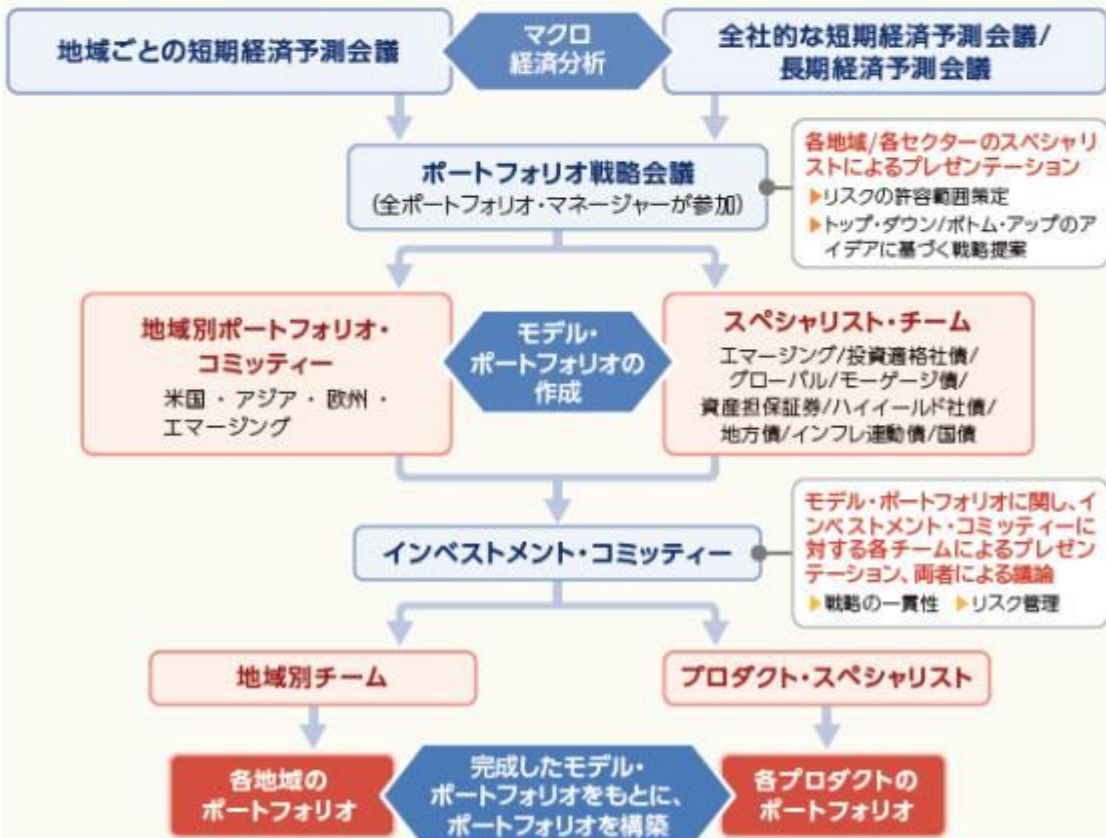 地域ごとの短期経済予測会議
マクロ
経済分析
全社的な短期経済予測会議/
長期経済予測会議
ポートフォリオ戦略会議
(全ポートフォリオ・マネージャーが参加)
各地域/各セクターのスペシャリ
ストによるプレゼンテーション
▶リスクの許容範囲策定
▶トップ・ダウン/ボトム・アップのア
イデアに基づく戦略提案
地域別ポートフォリオ・
コミッティー
米国 ・ アジア ・ 欧州 ・
エマージング
モデル・
ポートフォリオの
作成
スペシャリスト・チーム
エマージング/投資適格社債/
グローバル/モーゲージ債/
資産担保証券/ハイイールド社債/
地方債/インフレ連動債/国債
インベストメント・コミッティー
モデル・ポートフォリオに関し、イ
ンベストメント・コミッティーに
対する各チームによるプレゼン
テーション、両者による議論
▶戦略の一貫性 ▶リスク管理
地域別チーム
プロダクト・スペシャリスト
各地域の
ポートフォリオ
完成したモデル・
ポートフォリオをもとに、
ポートフォリオを構築
各プロダクトの
ポートフォリオ